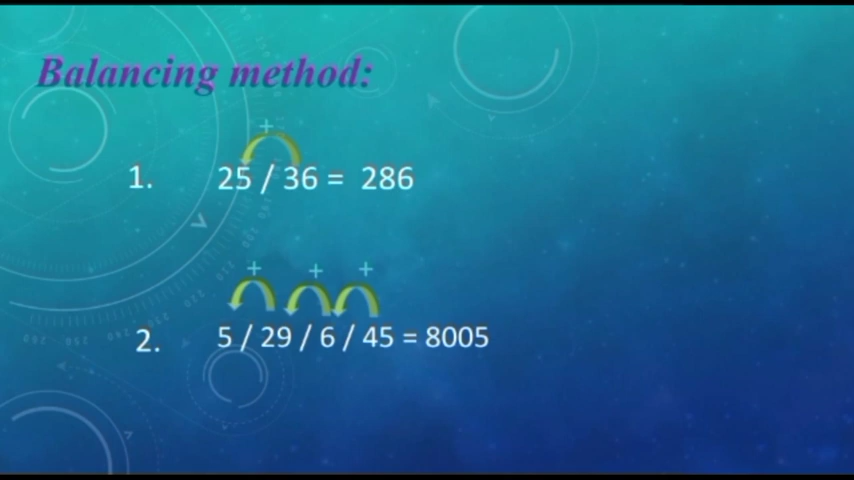 Balancing method:
+
1. 25 / 36 = 286
+ + +
2. 5 / 29 / 6 / 45 = 8005